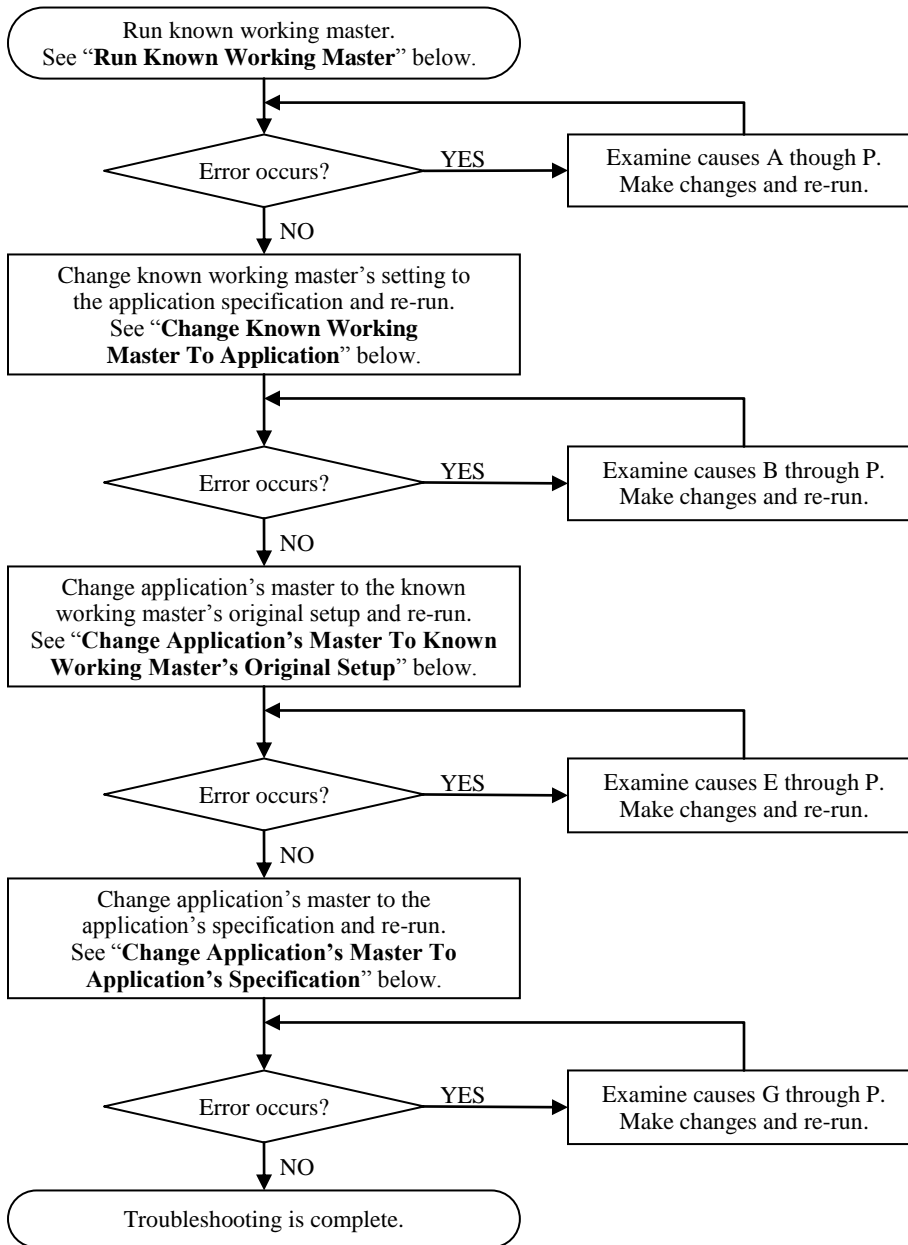 Run known working master.
See “Run Known Working Master” below.
Error occurs?
YES
Examine causes A though P.
Make changes and re-run.
NO
Change known working master’s setting to
the application specification and re-run.
See “Change Known Working
Master To Application” below.
Error occurs?
YES
Examine causes B through P.
Make changes and re-run.
NO
Change application’s master to the known
working master’s original setup and re-run.
See “Change Application’s Master To Known
Working Master’s Original Setup” below.
Error occurs?
YES
Examine causes E through P.
Make changes and re-run.
NO
Change application’s master to the
application’s specification and re-run.
See “Change Application’s Master To
Application’s Specification” below.
Error occurs?
YES
Examine causes G through P.
Make changes and re-run.
NO
Troubleshooting is complete.